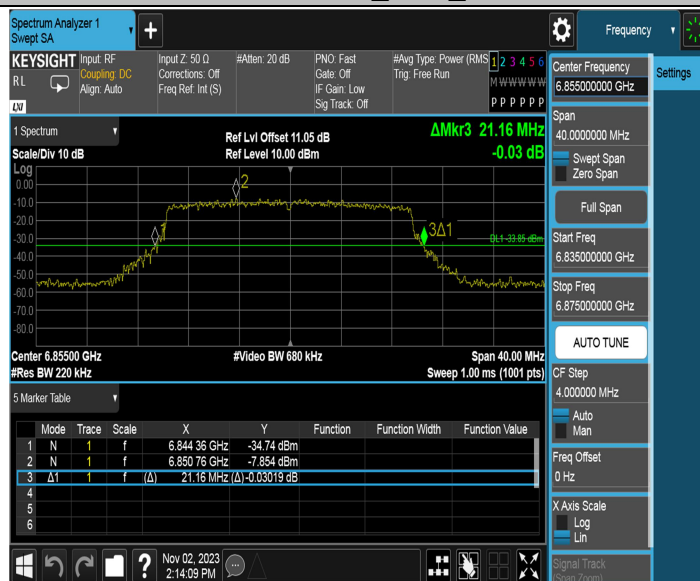 Spectrum Analyzer 1
Swept SA
+
Frequency
KEYSIGHT
RL
LXI
Input: RF
Coupling: DC
Align: Auto
Input Z: 50 Ω
Corrections: Off
Freq Ref: Int (S)
#Atten: 20 dB
PNO: Fast
Gate: Off
IF Gain: Low
Sig Track: Off
#Avg Type: Power (RMS
Trig: Free Run
1 2 3 4 5 6
M W W W W W
P P P P P P
1 Spectrum
Scale/Div 10 dB
Ref Lvl Offset 11.05 dB
Ref Level 10.00 dBm
ΔMkr3 21.16 MHz
-0.03 dB
Log
0.00
-10.0
-20.0
-30.0
-40.0
-50.0
-60.0
-70.0
-80.0
1
2
3Δ1
DL1 -33.85 dBm
Center 6.85500 GHz
#Res BW 220 kHz
#Video BW 680 kHz
Span 40.00 MHz
Sweep 1.00 ms (1001 pts)
5 Marker Table
Mode Trace Scale X Y Function Function Width Function Value
1 N 1 f 6.844 36 GHz -34.74 dBm
2 N 1 f 6.850 76 GHz -7.854 dBm
3 Δ1 1 f (Δ) 21.16 MHz (Δ) -0.03019 dB
4
5
6
Nov 02, 2023
2:14:09 PM
?
Center Frequency
6.855000000 GHz
Settings
Span
40.0000000 MHz
Swept Span
Zero Span
Full Span
Start Freq
6.835000000 GHz
Stop Freq
6.875000000 GHz
AUTO TUNE
CF Step
4.000000 MHz
Auto
Man
Freq Offset
0 Hz
X Axis Scale
Log
Lin
Signal Track
(Span Zoom)